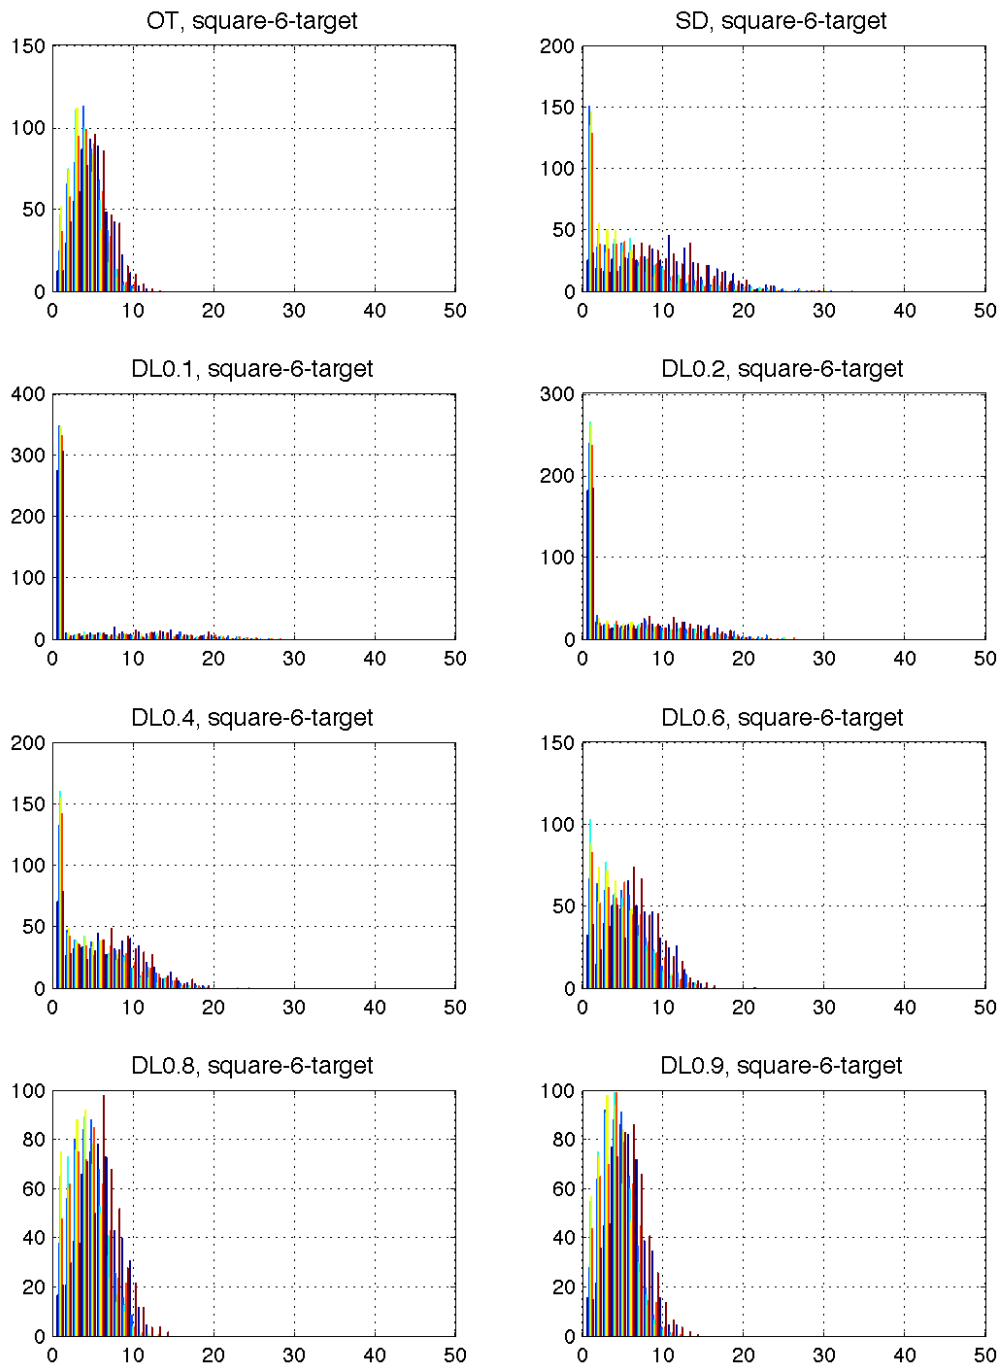 OT, square-6-target
150
100
50
0
0 10 20 30 40 50
SD, square-6-target
200
150
100
50
0
0 10 20 30 40 50
DL0.1, square-6-target
400
300
200
100
0
0 10 20 30 40 50
DL0.2, square-6-target
300
200
100
0
0 10 20 30 40 50
DL0.4, square-6-target
200
150
100
50
0
0 10 20 30 40 50
DL0.6, square-6-target
150
100
50
0
0 10 20 30 40 50
DL0.8, square-6-target
100
80
60
40
20
0
0 10 20 30 40 50
DL0.9, square-6-target
100
80
60
40
20
0
0 10 20 30 40 50